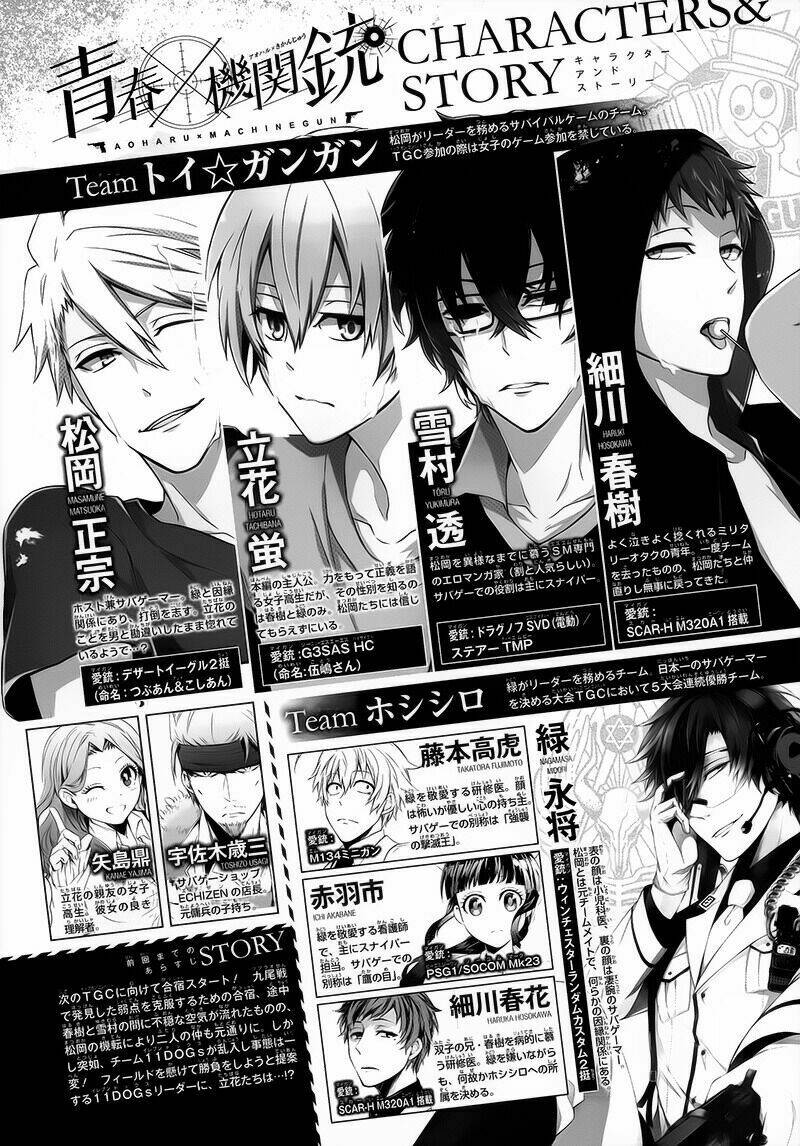 青春×機関銃
アオハル×きかんじゅう
AOHARU×MACHINEGUN
CHARACTERS&
STORY
キャラクター
アンド
ストーリー
Team トイ☆ガンガン
松岡がリーダーを務めるサバイバルゲームのチーム。
TGC参加の際は女子のゲーム参加を禁じている。
松岡 正宗
MASAMUNE
MATSUOKA
ホスト兼サバゲーマー。緑と因縁
関係にあり、打倒を志す。立花の
ことを男と勘違いしたまま惚れて
いるようで…?
愛銃:デザートイーグル2挺
(命名:つぶあん&こしあん)
立花 蛍
HOTARU
TACHIBANA
本編の主人公。力をもって正義を語
る女子高生だが、その性別を知るの
は春樹と緑のみ。松岡たちには信じ
てもらえずにいる。
愛銃:G3SAS HC
(命名:伍嶋さん)
雪村 透
TŌRU
YUKIMURA
松岡を異様なまでに慕うSM専門
のエロマンガ家(割と人気らしい)。
サバゲーでの役割は主にスナイパー。
愛銃:ドラグノフSVD(電動)/
ステアー TMP
細川 春樹
HARUKI
HOSOKAWA
よく泣きよく捻くれるミリタ
リーオタクの青年。一度チーム
を去ったものの、松岡たちと仲
直りし無事に戻ってきた。
愛銃:
SCAR-H M320A1 搭載
Team ホシシロ
緑がリーダーを務めるチーム。日本一のサバゲーマー
を決める大会TGCにおいて5大会連続優勝チーム。
緑 永将
NAGAMASA
MIDORI
表の顔は小児科医、裏の顔は凄腕のサバゲーマー。
松岡とは元チームメイトで、何らかの因縁関係にある
愛銃:ウィンチェスターランダムカスタム2挺
藤本高虎
TAKATORA FUJIMOTO
緑を敬愛する研修医。顔
は怖いが優しい心の持ち主。
サバゲーでの別称は「強襲
の撃滅王」。
愛銃:
M134ミニガン
赤羽市
ICHI AKABANE
緑を敬愛する看護師
で、主にスナイパー
担当。サバゲーでの
別称は「鷹の目」。
愛銃:
PSG1/SOCOM Mk23
細川春花
HARUKA HOSOKAWA
双子の兄・春樹を病的に慕
う研修医。緑を嫌いながら
も、何故かホシシロへの所
属を決める。
愛銃:
SCAR-H M320A1 搭載
矢島鼎
KANAE YAJIMA
立花の親友の女子
高生。彼女の良き
理解者。
宇佐木歳三
TOSHIZO USAGI
サバゲーショップ
ECHIZENの店長。
元傭兵の子持ち。
前回までのあらすじ
STORY
次のTGCに向けて合宿スタート! 九尾戦
で発見した弱点を克服するための合宿、途中
春樹と雪村の間に不穏な空気が流れたものの、
松岡の機転により二人の仲も元通りに。しか
し突如、チーム11DOGsが乱入し事態は一
変! フィールドを懸けて勝負をしようと提案
する11DOGsリーダーに、立花たちは…!?